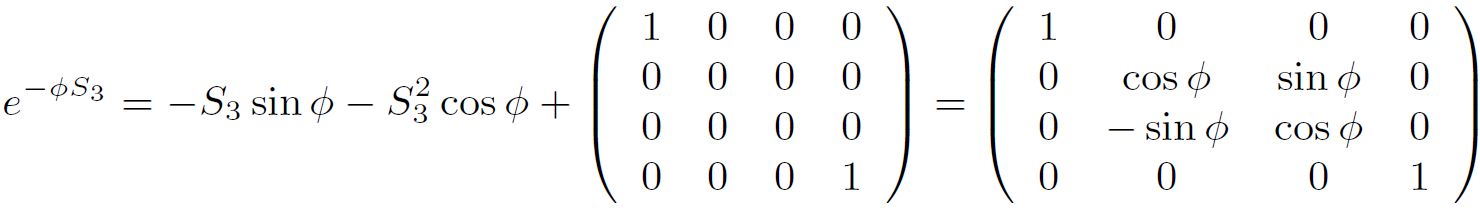 $e^{-\phi S_3} = -S_3 \sin\phi - S_3^2 \cos\phi + \begin{pmatrix} 1 & 0 & 0 & 0 \\ 0 & 0 & 0 & 0 \\ 0 & 0 & 0 & 0 \\ 0 & 0 & 0 & 1 \end{pmatrix} = \begin{pmatrix} 1 & 0 & 0 & 0 \\ 0 & \cos\phi & \sin\phi & 0 \\ 0 & -\sin\phi & \cos\phi & 0 \\ 0 & 0 & 0 & 1 \end{pmatrix}$